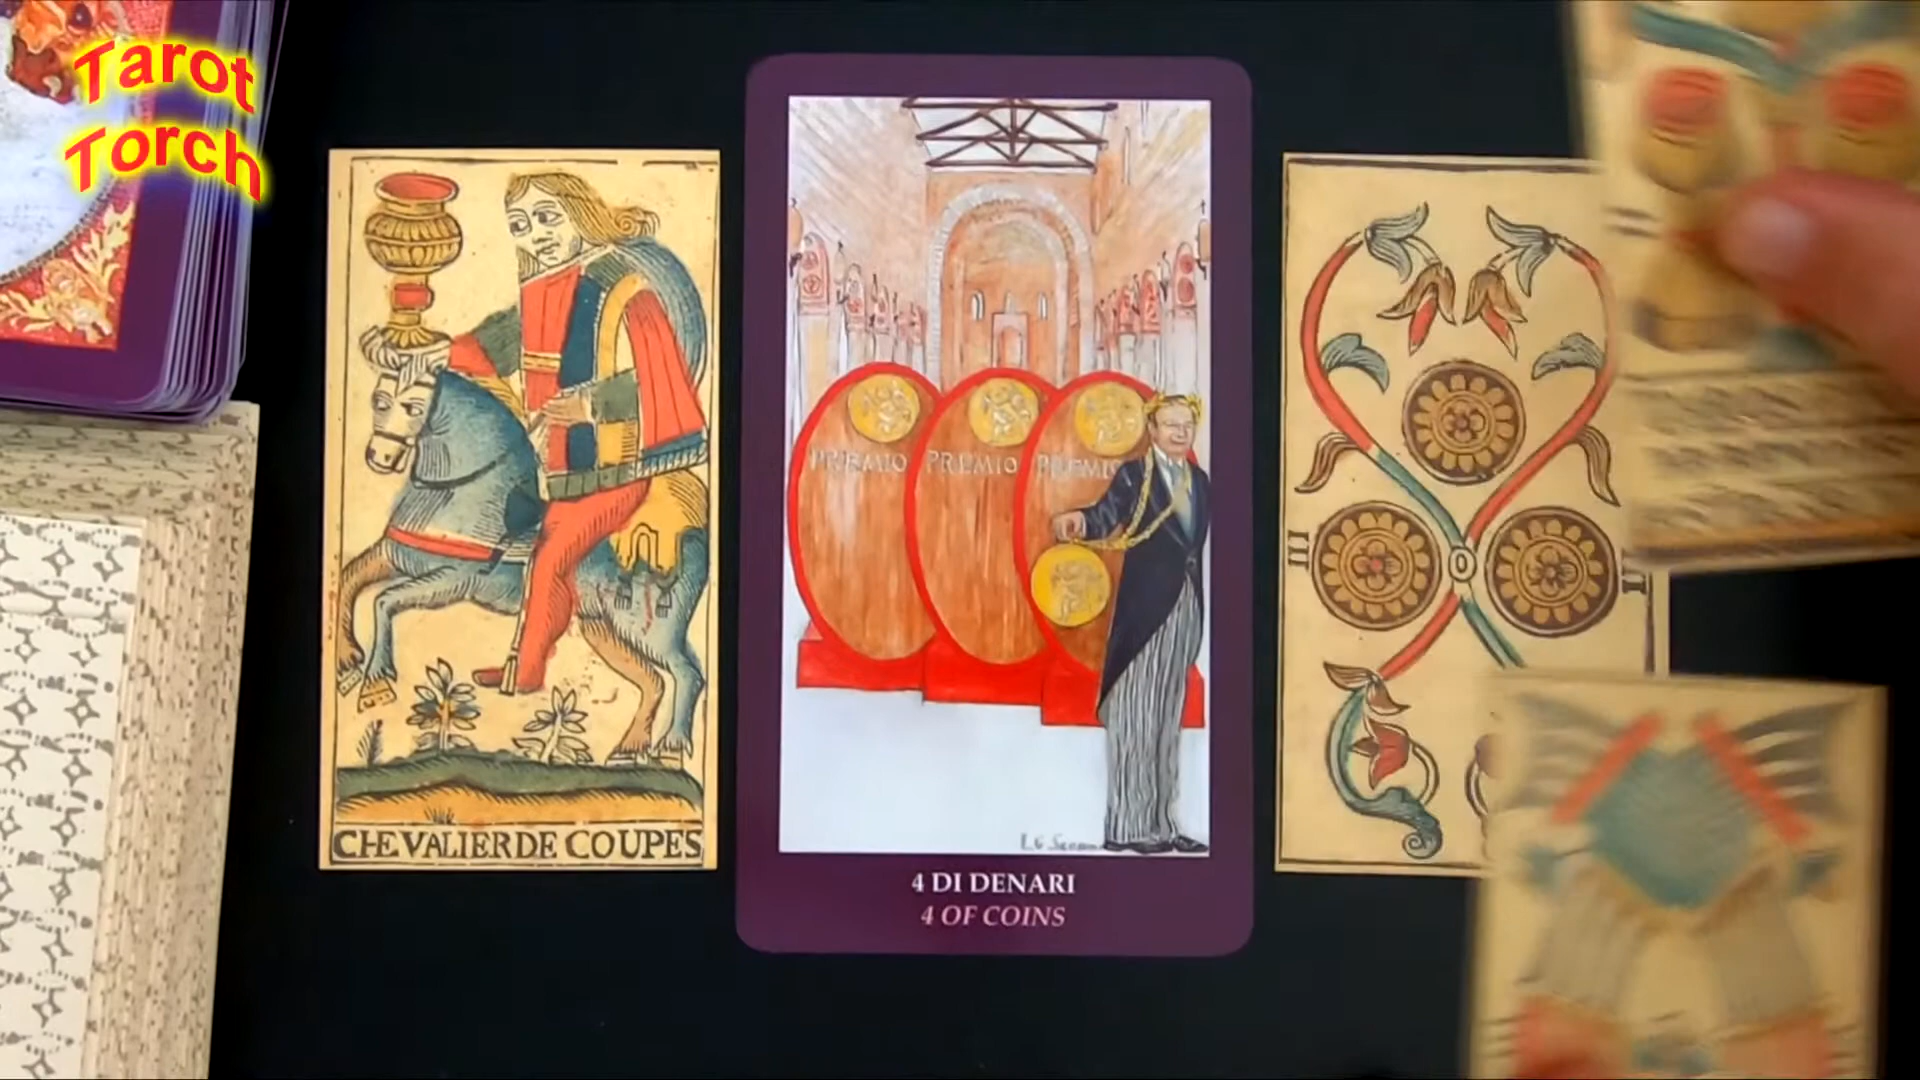 Tarot
Torch
CHEVALIER DE COUPES
PREMIO PREMIO PREMIO
4 DI DENARI
4 OF COINS
III